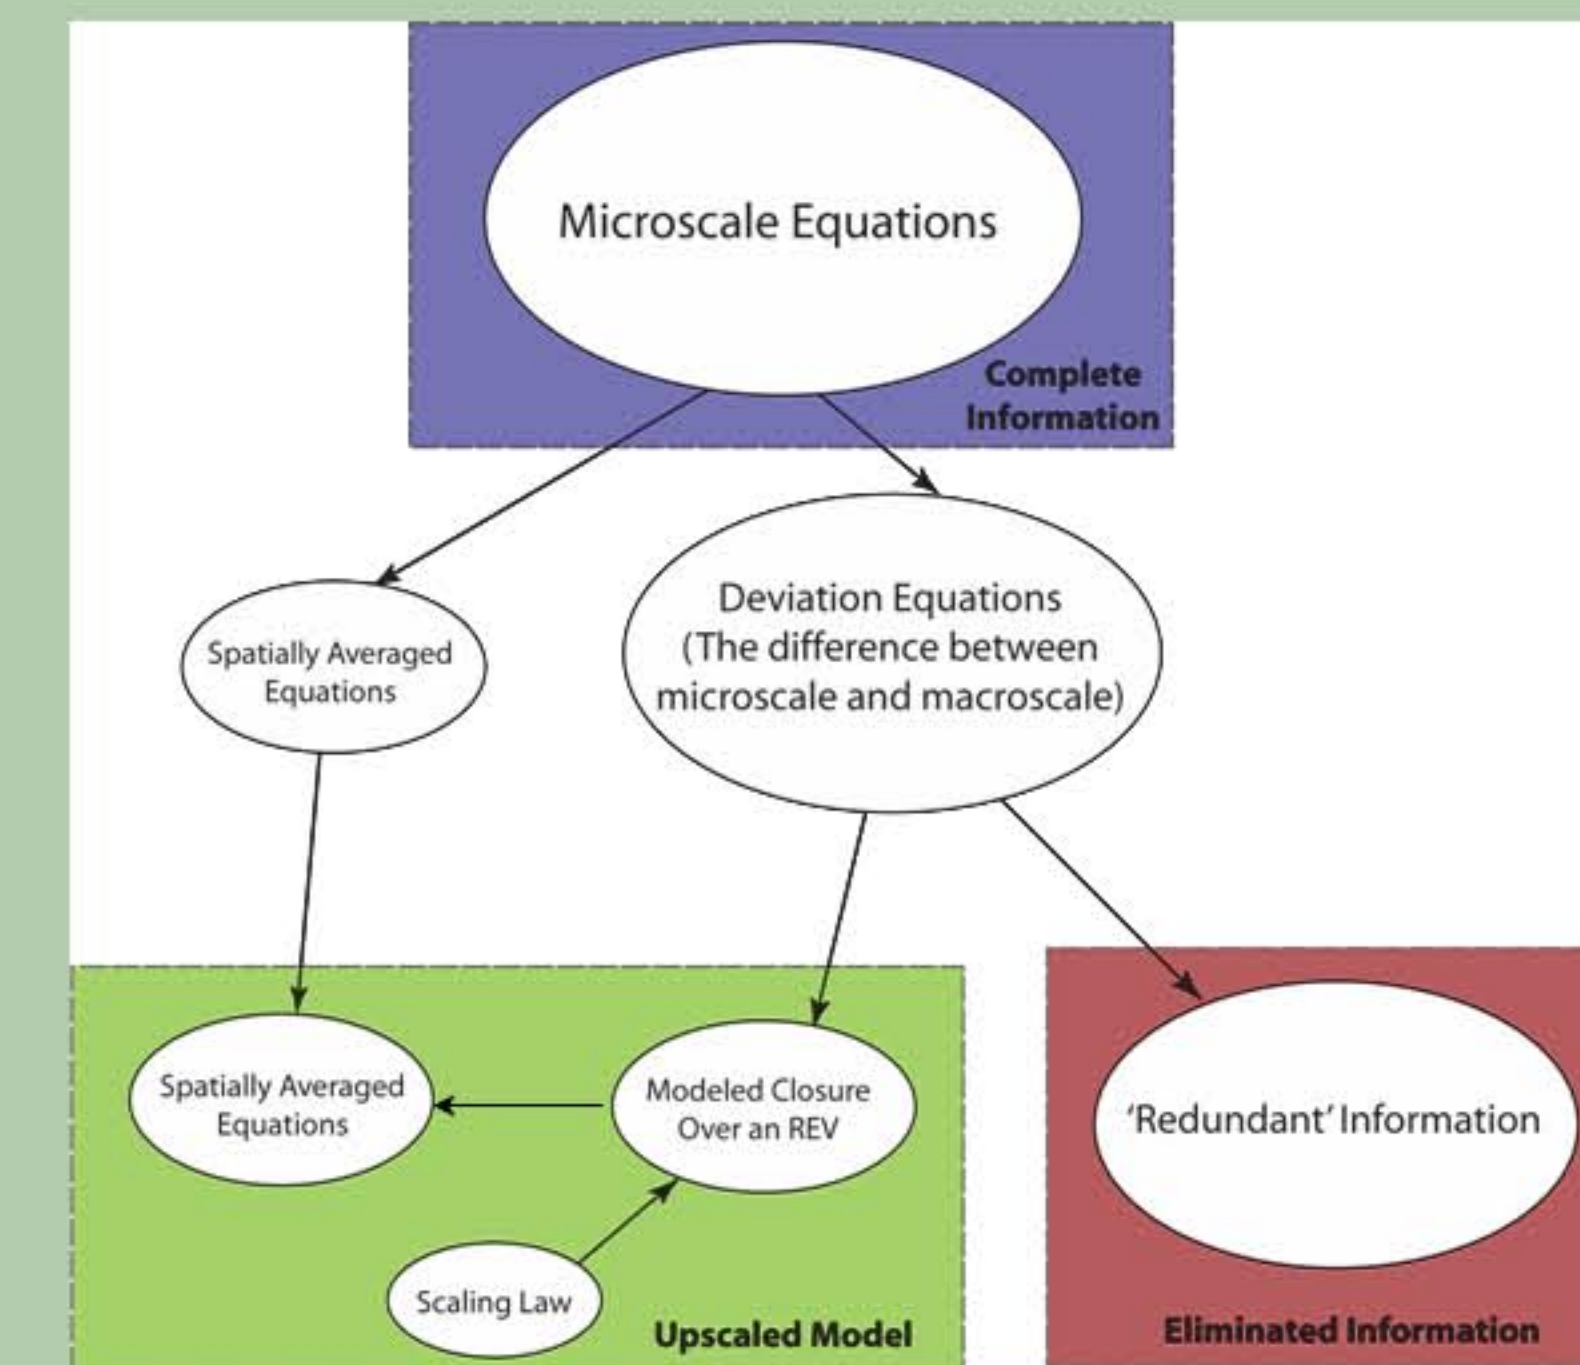 Microscale Equations
Complete
Information
Spatially Averaged
Equations
Deviation Equations
(The difference between
microscale and macroscale)
Spatially Averaged
Equations
Modeled Closure
Over an REV
Scaling Law
Upscaled Model
'Redundant' Information
Eliminated Information